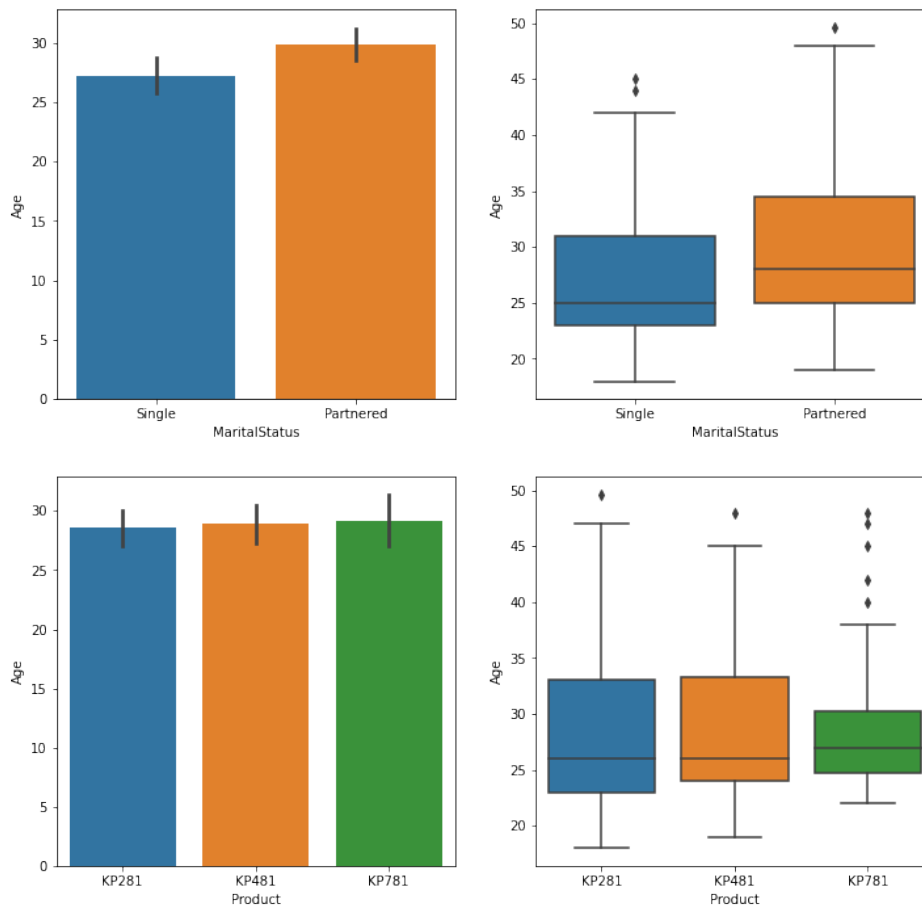 30
25
20
15
10
5
0
Age
Single
Partnered
MaritalStatus
50
45
40
35
30
25
20
Age
Single
Partnered
MaritalStatus
30
25
20
15
10
5
0
Age
KP281
KP481
KP781
Product
50
45
40
35
30
25
20
Age
KP281
KP481
KP781
Product